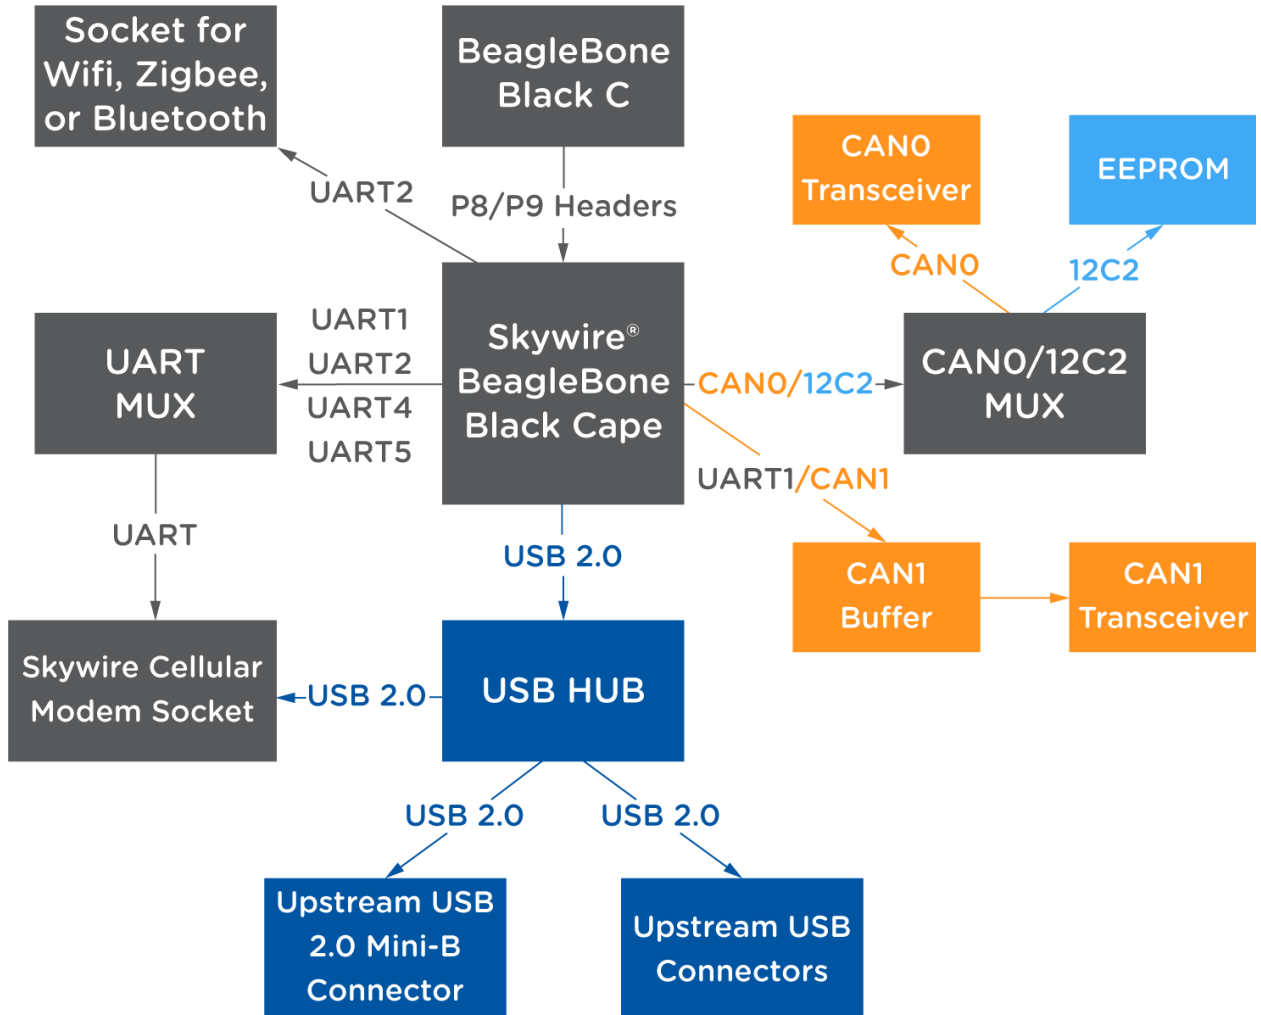 Socket for
Wifi, Zigbee,
or Bluetooth
BeagleBone
Black C
CAN0
Transceiver
EEPROM
UART2
P8/P9 Headers
CAN0
12C2
UART1
UART2
UART4
UART5
UART
MUX
Skywire®
BeagleBone
Black Cape
CAN0/12C2
CAN0/12C2
MUX
UART1/CAN1
UART
USB 2.0
CAN1
Buffer
CAN1
Transceiver
Skywire Cellular
Modem Socket
USB 2.0
USB HUB
USB 2.0
USB 2.0
Upstream USB
2.0 Mini-B
Connector
Upstream USB
Connectors